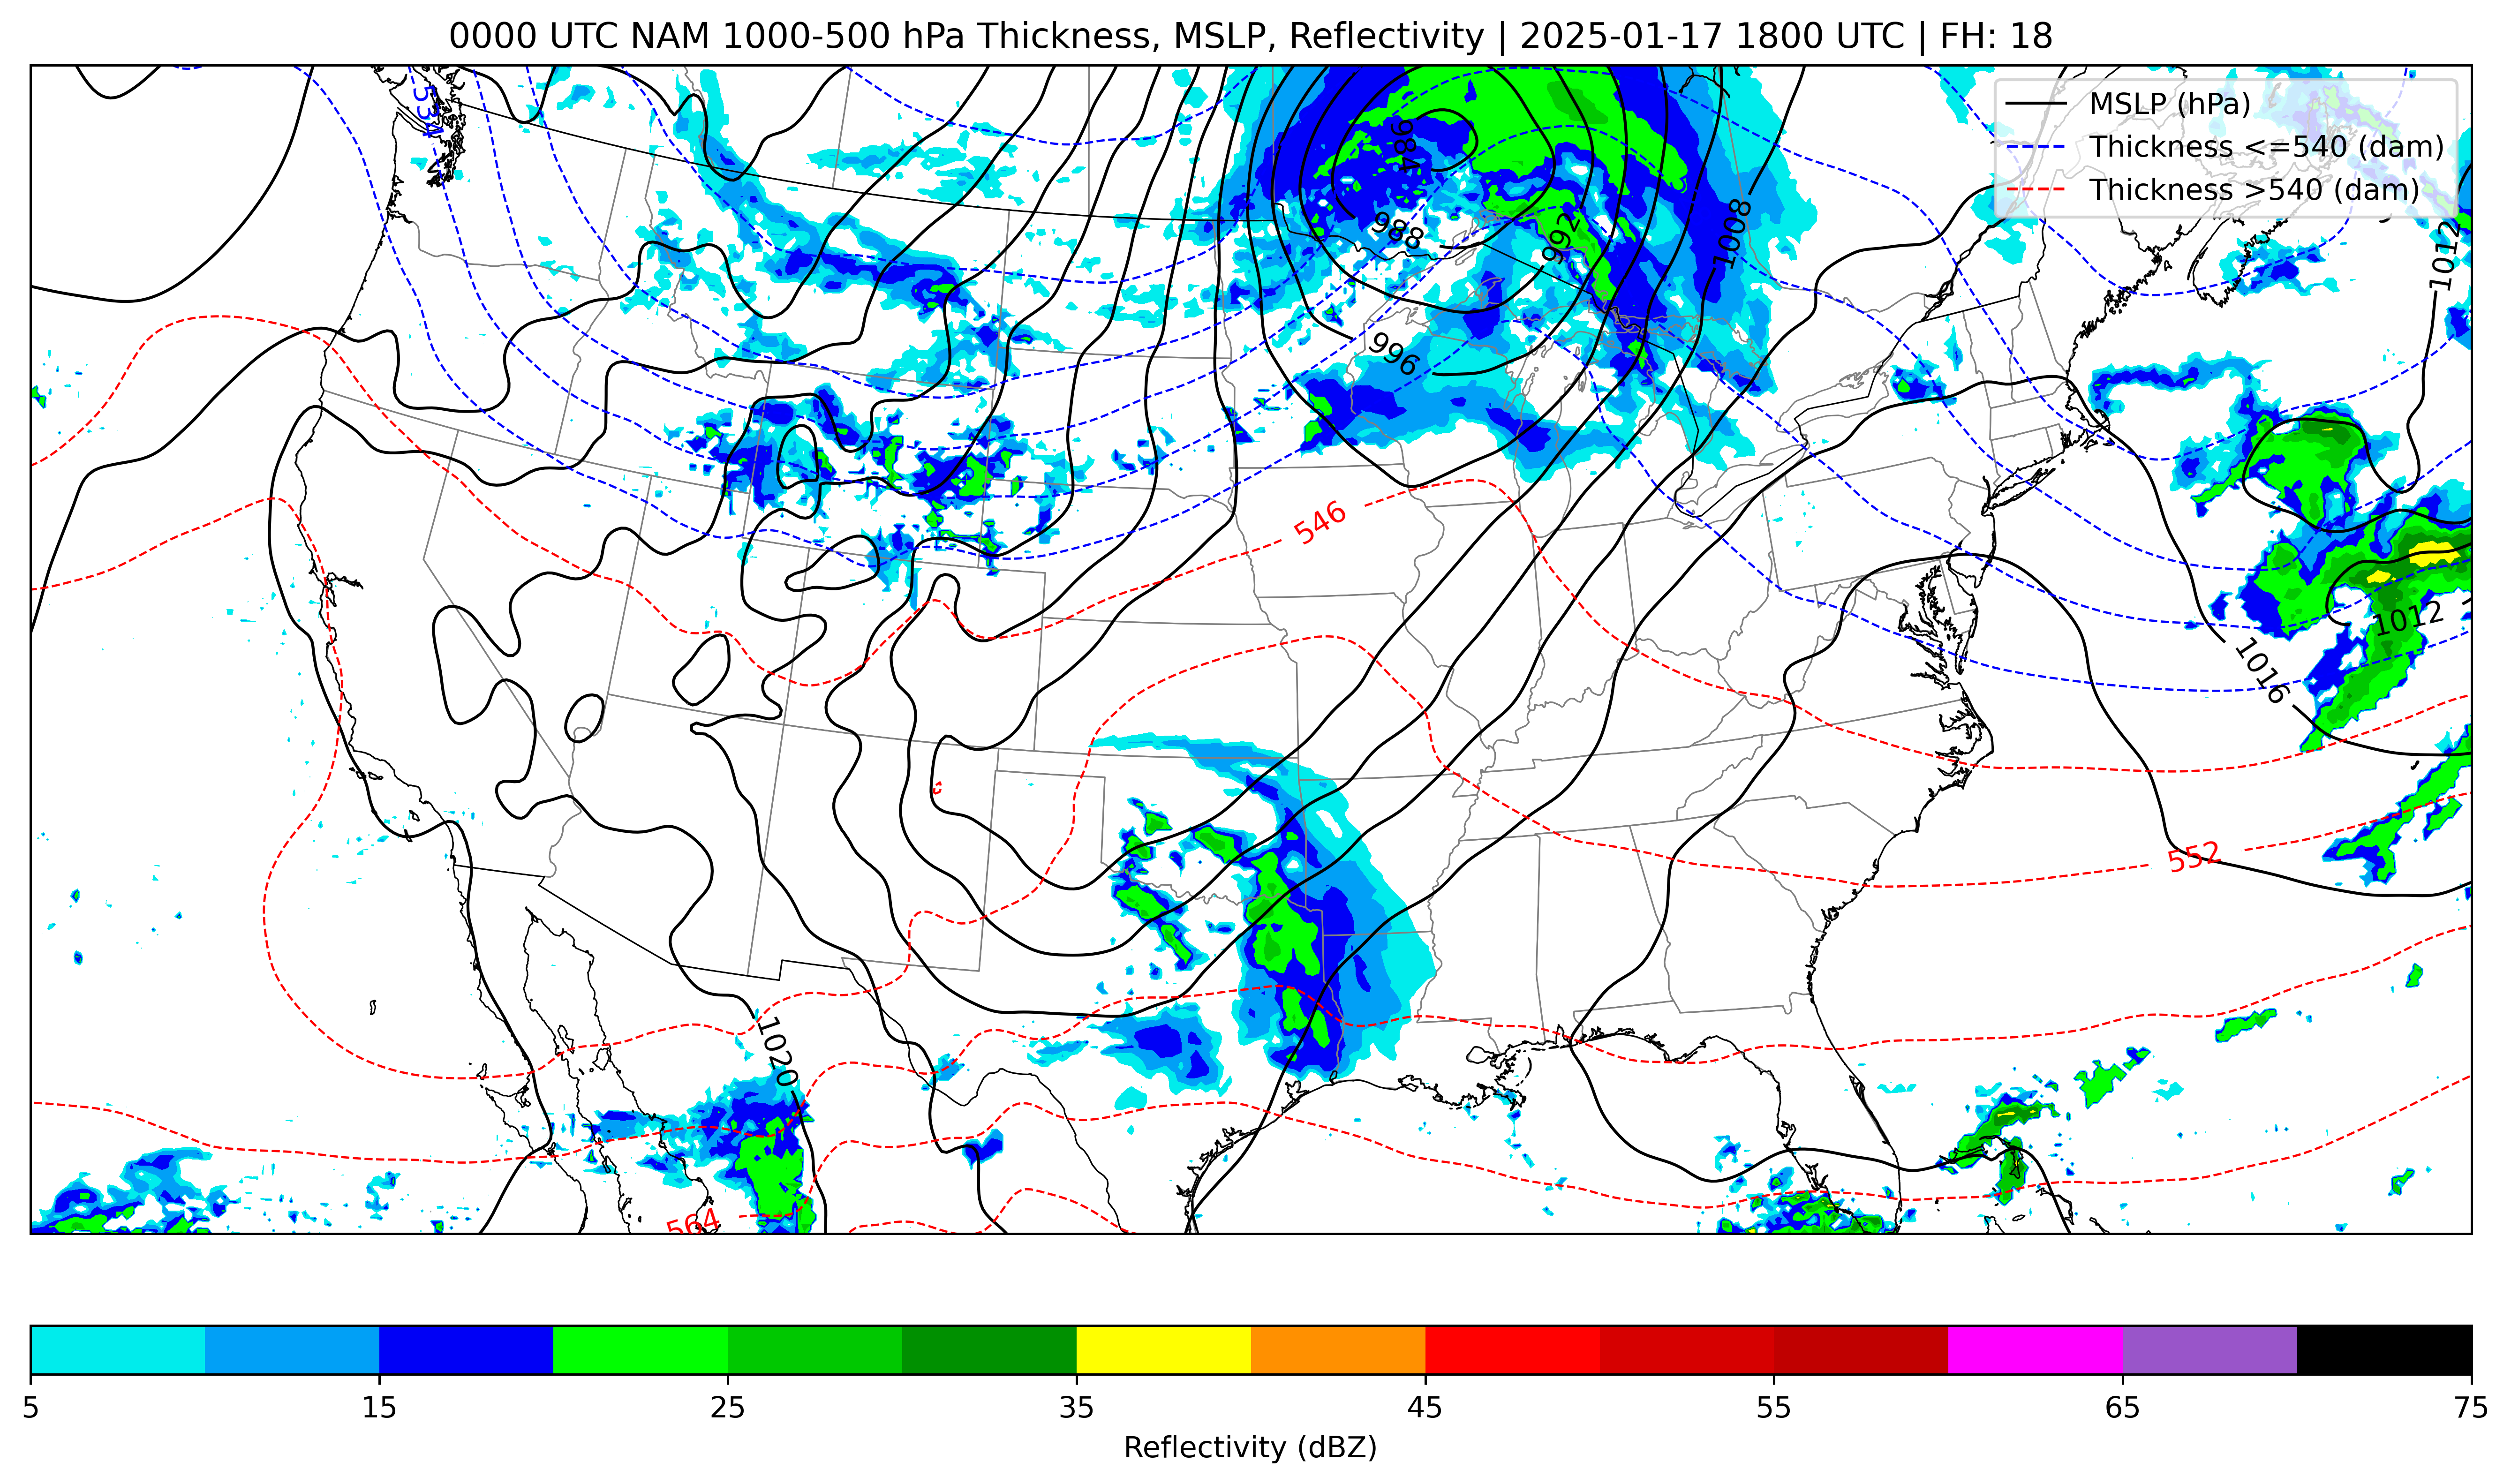 0000 UTC NAM 1000-500 hPa Thickness, MSLP, Reflectivity | 2025-01-17 1800 UTC | FH: 18
MSLP (hPa)
Thickness <=540 (dam)
Thickness >540 (dam)
534
984
988
992
996
1008
1012
546
1012
1016
552
1020
564
5 15 25 35 45 55 65 75
Reflectivity (dBZ)